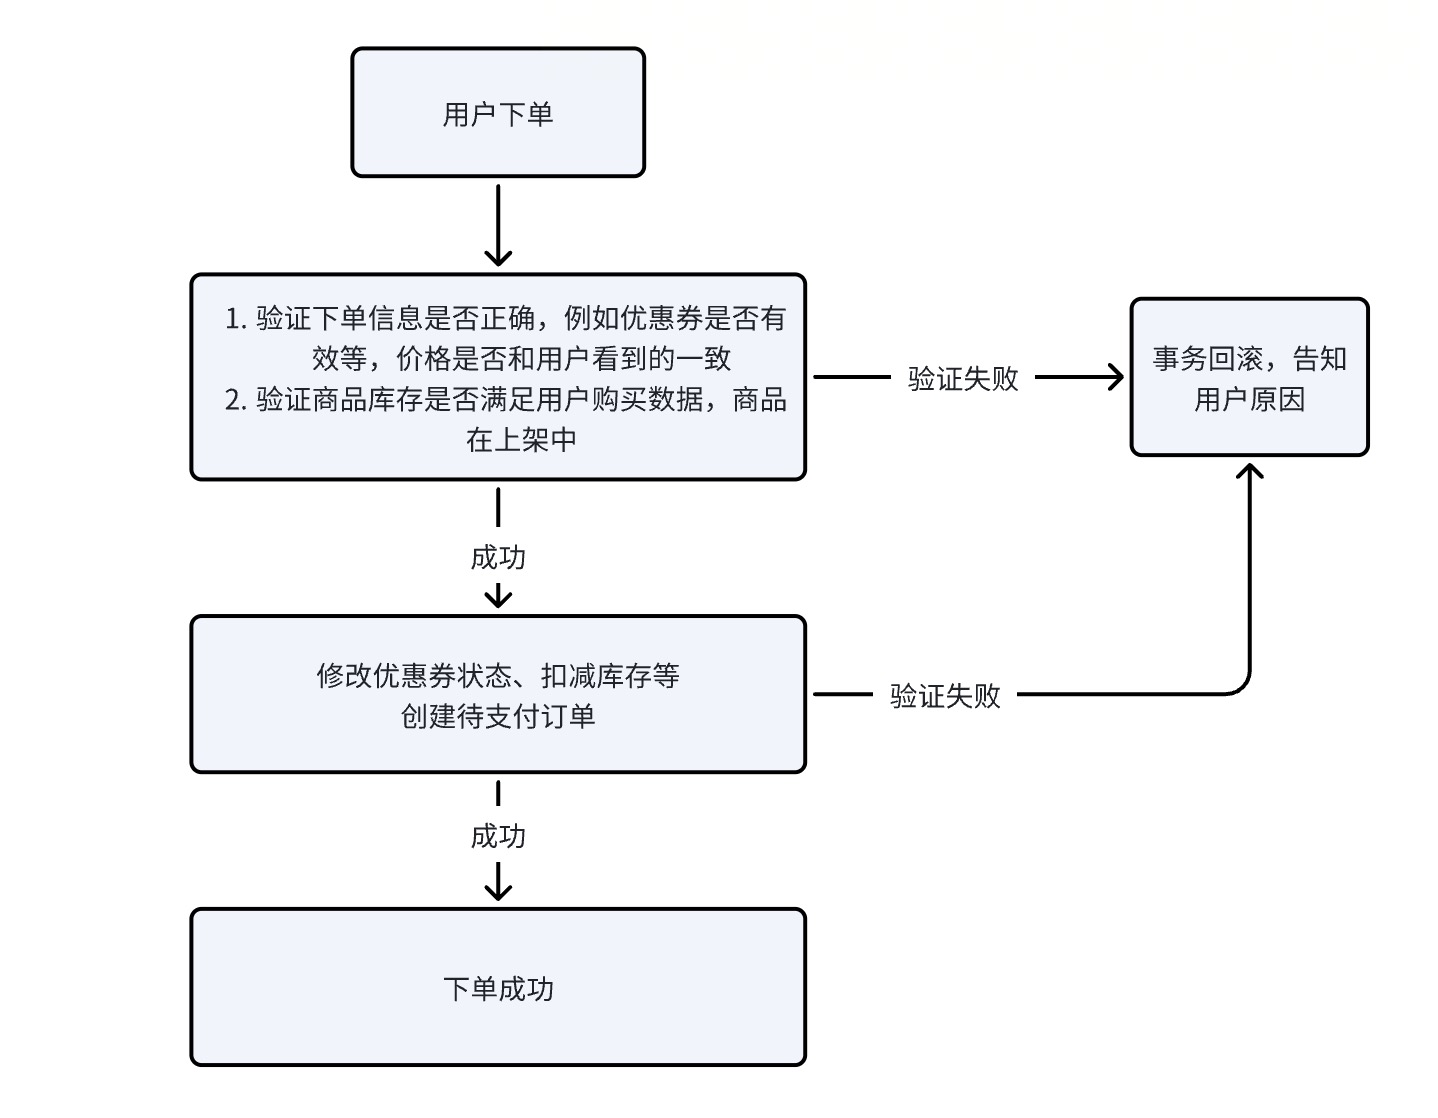 用户下单
1. 验证下单信息是否正确，例如优惠券是否有
效等，价格是否和用户看到的一致
2. 验证商品库存是否满足用户购买数据，商品
在上架中
验证失败
事务回滚，告知
用户原因
成功
修改优惠券状态、扣减库存等
创建待支付订单
验证失败
成功
下单成功